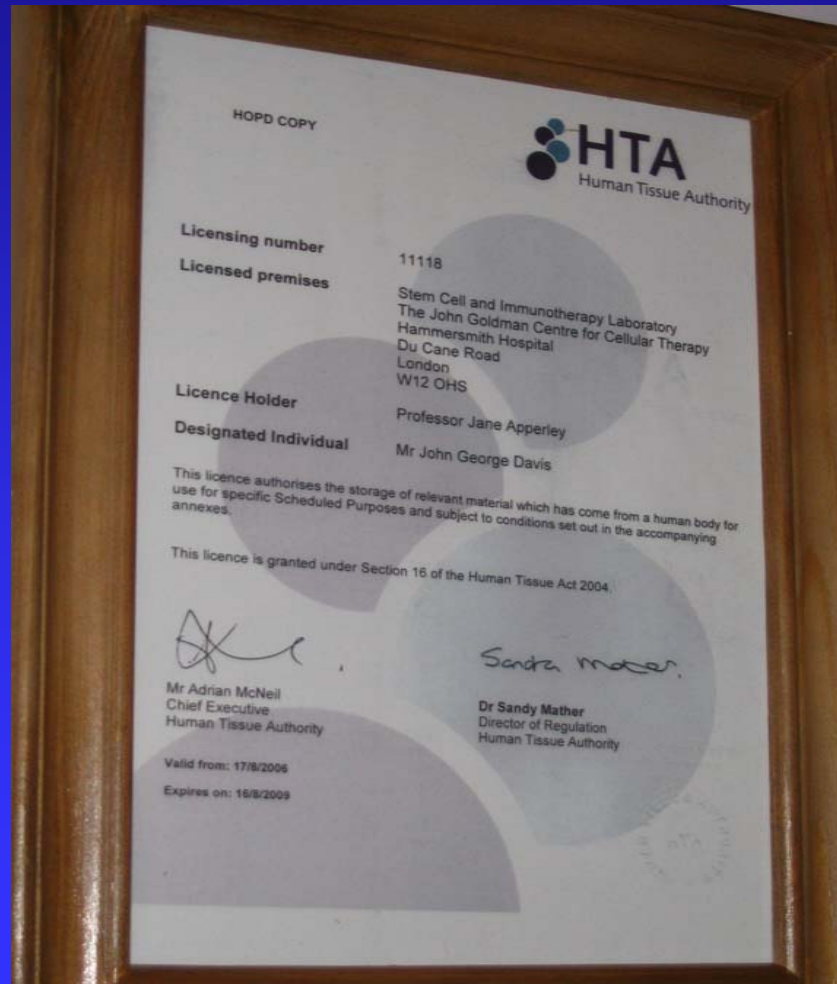 HOPD COPY
HTA
Human Tissue Authority
Licensing number 11118
Licensed premises Stem Cell and Immunotherapy Laboratory
The John Goldman Centre for Cellular Therapy
Hammersmith Hospital
Du Cane Road
London
W12 OHS
Licence Holder Professor Jane Apperley
Designated Individual Mr John George Davis
This licence authorises the storage of relevant material which has come from a human body for
use for specific Scheduled Purposes and subject to conditions set out in the accompanying
annexes.
This licence is granted under Section 16 of the Human Tissue Act 2004.
Sandra Mather.
Mr Adrian McNeil
Chief Executive
Human Tissue Authority
Dr Sandy Mather
Director of Regulation
Human Tissue Authority
Valid from: 17/8/2006
Expires on: 16/8/2009